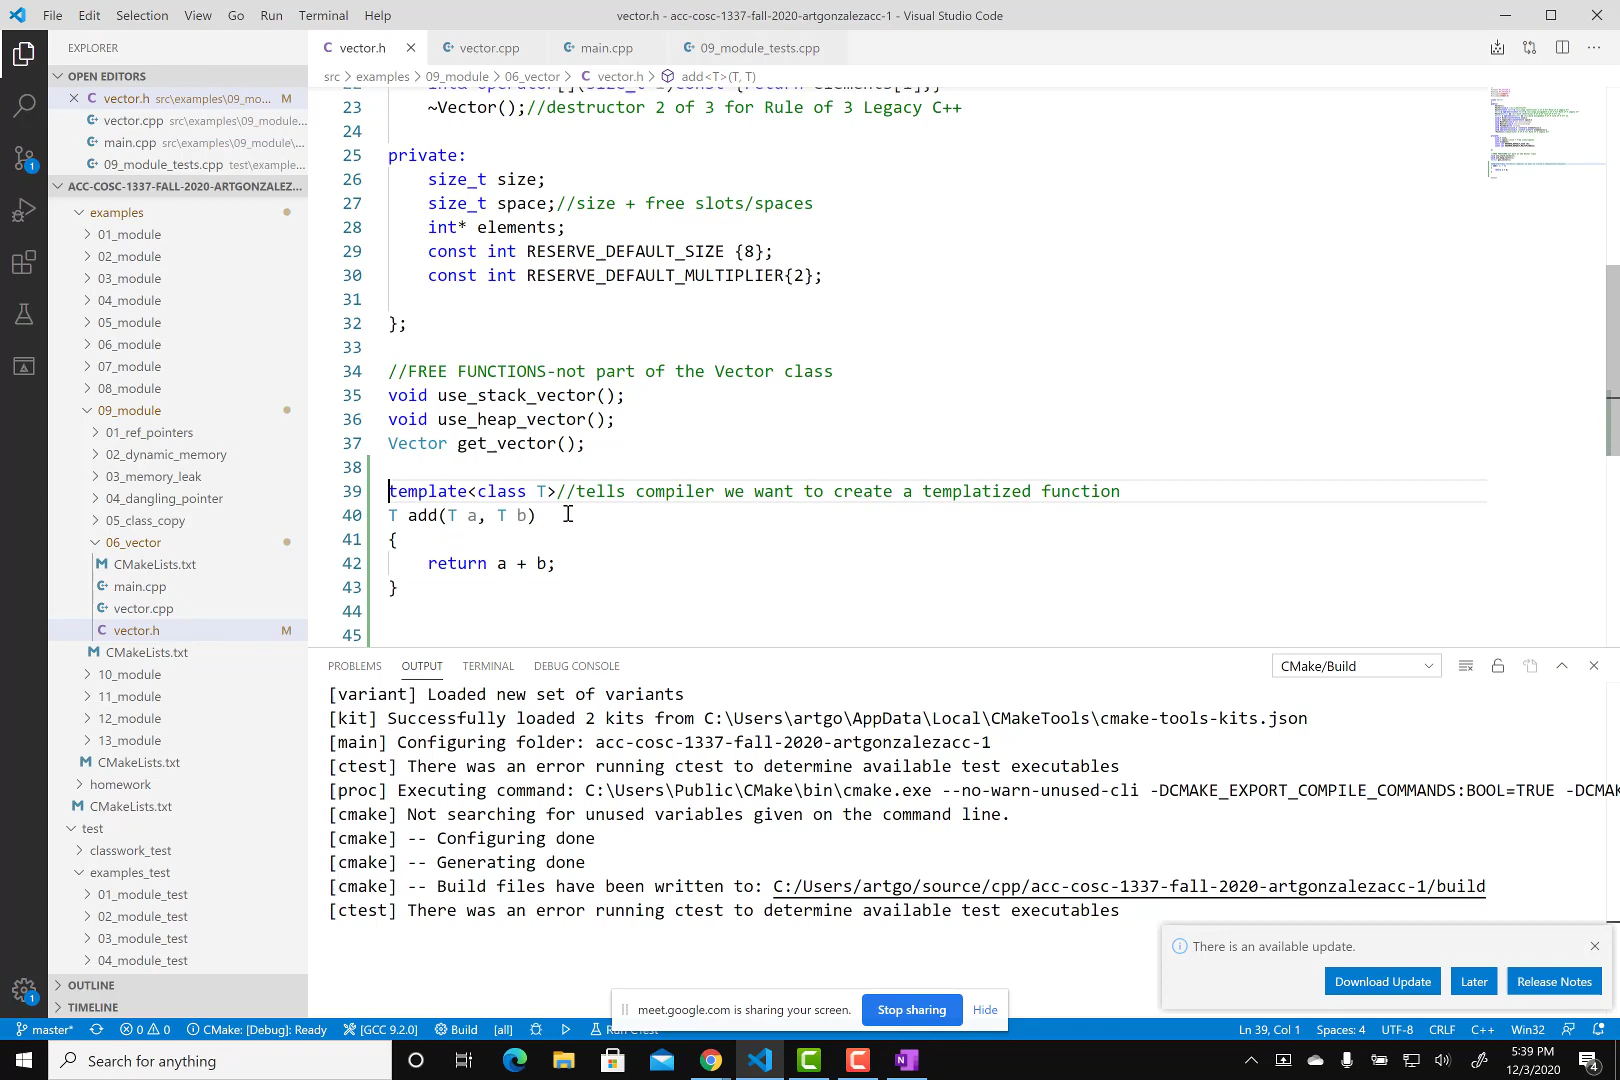 File Edit Selection View Go Run Terminal Help
vector.h - acc-cosc-1337-fall-2020-artgonzalezacc-1 - Visual Studio Code
EXPLORER
OPEN EDITORS
vector.h src\examples\09_mo... M
vector.cpp src\examples\09_module...
main.cpp src\examples\09_module\...
09_module_tests.cpp test\example...
ACC-COSC-1337-FALL-2020-ARTGONZALEZ...
examples
01_module
02_module
03_module
04_module
05_module
06_module
07_module
08_module
09_module
01_ref_pointers
02_dynamic_memory
03_memory_leak
04_dangling_pointer
05_class_copy
06_vector
CMakeLists.txt
main.cpp
vector.cpp
vector.h M
CMakeLists.txt
10_module
11_module
12_module
13_module
CMakeLists.txt
homework
CMakeLists.txt
test
classwork_test
examples_test
01_module_test
02_module_test
03_module_test
04_module_test
OUTLINE
TIMELINE
vector.h vector.cpp main.cpp 09_module_tests.cpp
src > examples > 09_module > 06_vector > C vector.h > add<T>(T, T)
23 ~Vector();//destructor 2 of 3 for Rule of 3 Legacy C++
24
25 private:
26 size_t size;
27 size_t space;//size + free slots/spaces
28 int* elements;
29 const int RESERVE_DEFAULT_SIZE {8};
30 const int RESERVE_DEFAULT_MULTIPLIER{2};
31
32 };
33
34 //FREE FUNCTIONS-not part of the Vector class
35 void use_stack_vector();
36 void use_heap_vector();
37 Vector get_vector();
38
39 template<class T>//tells compiler we want to create a templatized function
40 T add(T a, T b)
41 {
42 return a + b;
43 }
44
45
PROBLEMS OUTPUT TERMINAL DEBUG CONSOLE CMake/Build
[variant] Loaded new set of variants
[kit] Successfully loaded 2 kits from C:\Users\artgo\AppData\Local\CMakeTools\cmake-tools-kits.json
[main] Configuring folder: acc-cosc-1337-fall-2020-artgonzalezacc-1
[ctest] There was an error running ctest to determine available test executables
[proc] Executing command: C:\Users\Public\CMake\bin\cmake.exe --no-warn-unused-cli -DCMAKE_EXPORT_COMPILE_COMMANDS:BOOL=TRUE -DCMAK
[cmake] Not searching for unused variables given on the command line.
[cmake] -- Configuring done
[cmake] -- Generating done
[cmake] -- Build files have been written to: C:/Users/artgo/source/cpp/acc-cosc-1337-fall-2020-artgonzalezacc-1/build
[ctest] There was an error running ctest to determine available test executables
There is an available update.
Download Update Later Release Notes
meet.google.com is sharing your screen. Stop sharing Hide
master* 0 0 CMake: [Debug]: Ready [GCC 9.2.0] Build [all] Ln 39, Col 1 Spaces: 4 UTF-8 CRLF C++ Win32
Search for anything
5:39 PM
12/3/2020